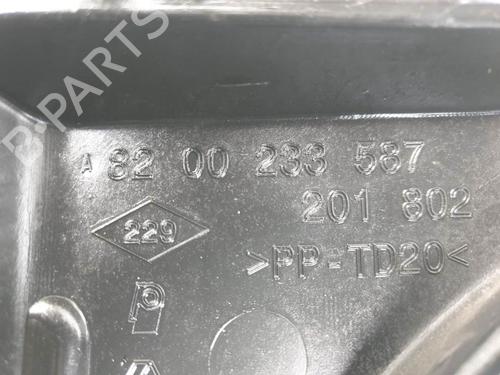 B-PARTS
A 82 00 233 587
201 802
229
>PP-TD20<
P